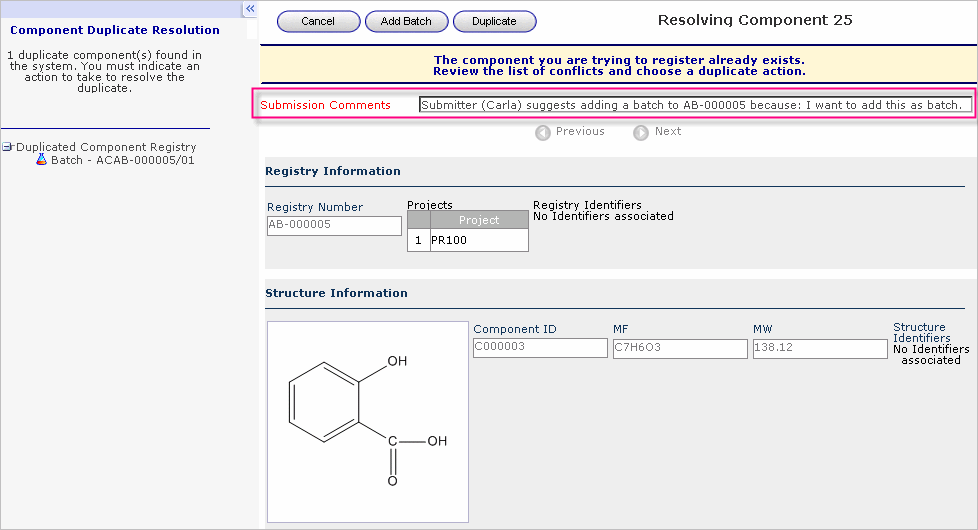 «
Component Duplicate Resolution
1 duplicate component(s) found in
the system. You must indicate an
action to take to resolve the
duplicate.
Duplicated Component Registry
Batch - ACAB-000005/01
Cancel
Add Batch
Duplicate
Resolving Component 25
The component you are trying to register already exists.
Review the list of conflicts and choose a duplicate action.
Submission Comments
Submitter (Carla) suggests adding a batch to AB-000005 because: I want to add this as batch.
Previous
Next
Registry Information
Registry Number
AB-000005
Projects
Project
1 PR100
Registry Identifiers
No Identifiers associated
Structure Information
OH
C OH
O
Component ID
C000003
MF
C7H6O3
MW
138.12
Structure
Identifiers
No Identifiers
associated